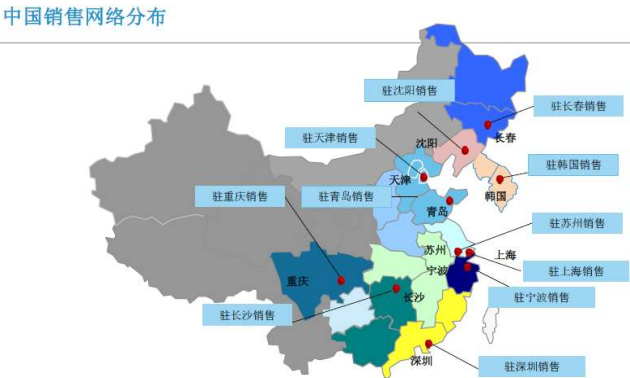 中国销售网络分布
驻沈阳销售
驻长春销售
沈阳
长春
驻天津销售
驻韩国销售
天津
驻重庆销售
驻青岛销售
韩国
青岛
驻苏州销售
苏州
上海
宁波
驻上海销售
重庆
驻宁波销售
长沙
驻长沙销售
深圳
驻深圳销售